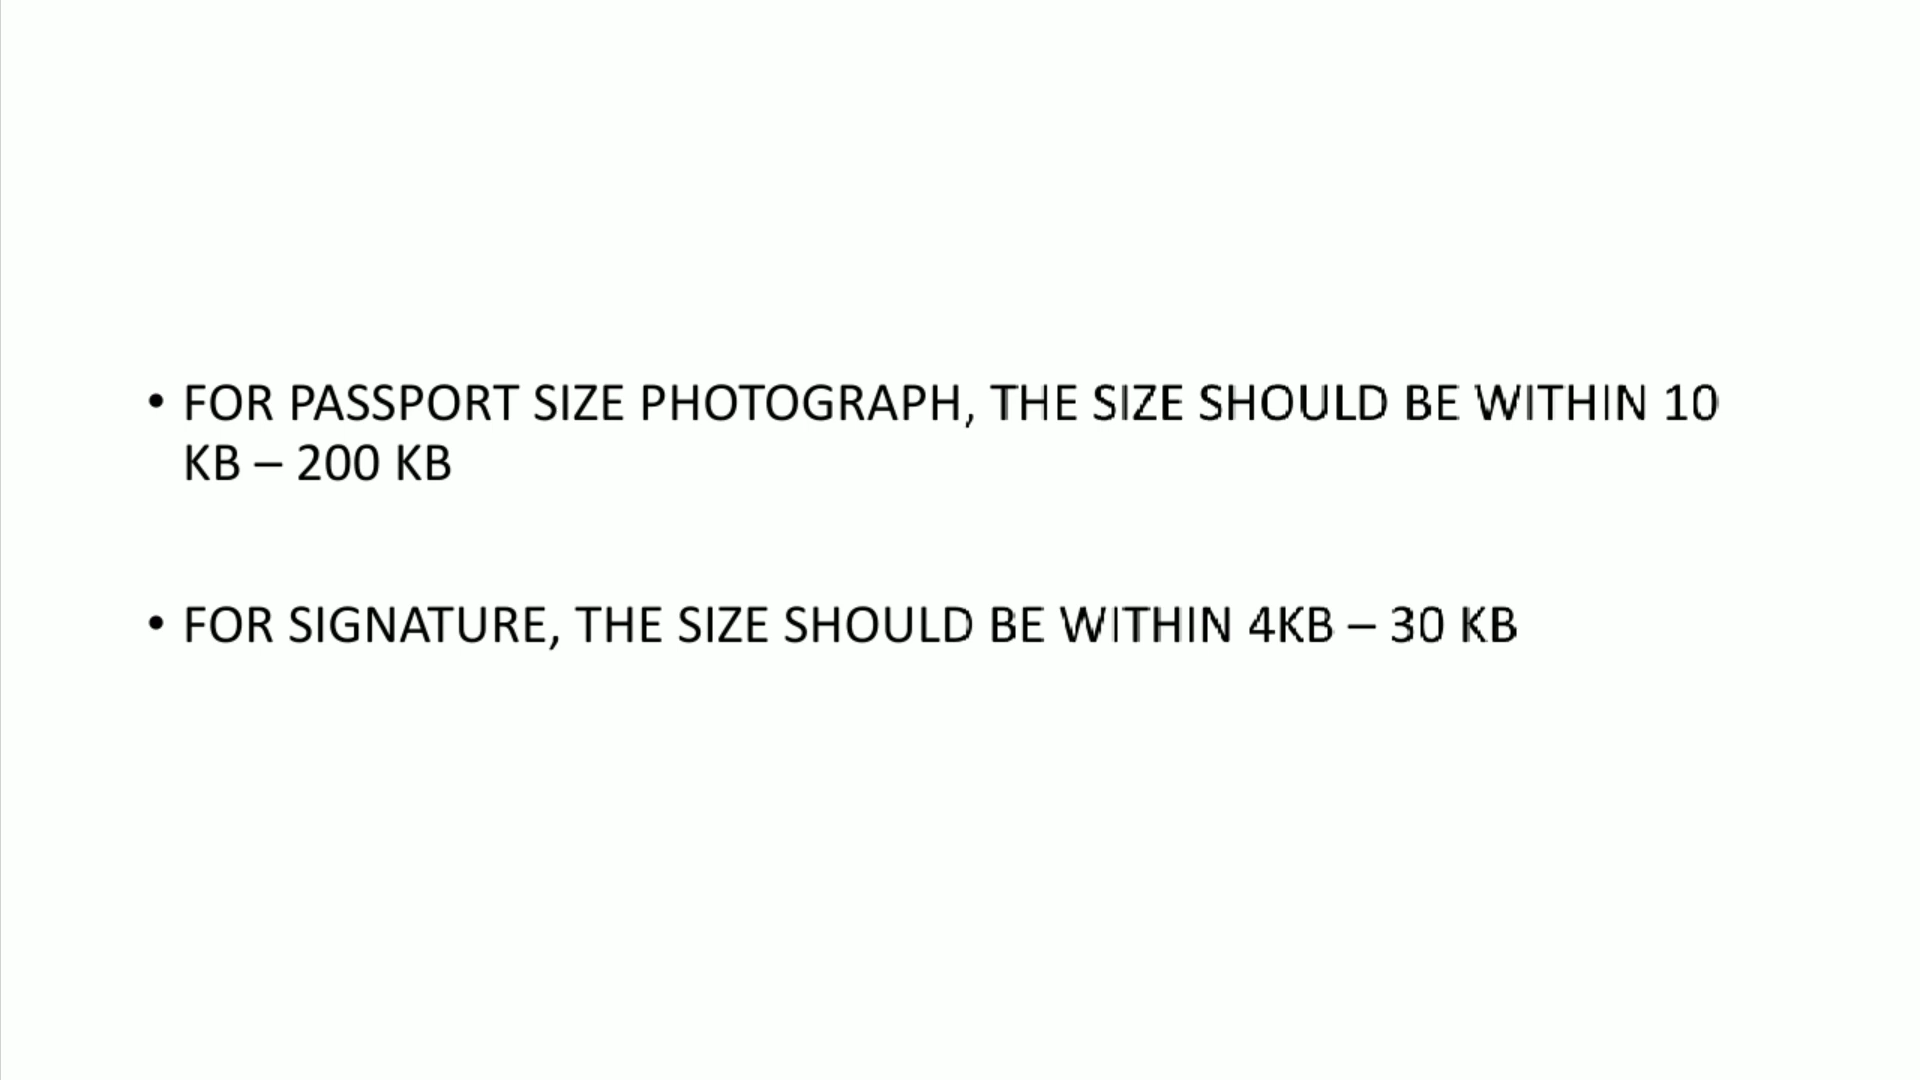 • FOR PASSPORT SIZE PHOTOGRAPH, THE SIZE SHOULD BE WITHIN 10
KB – 200 KB
• FOR SIGNATURE, THE SIZE SHOULD BE WITHIN 4KB – 30 KB